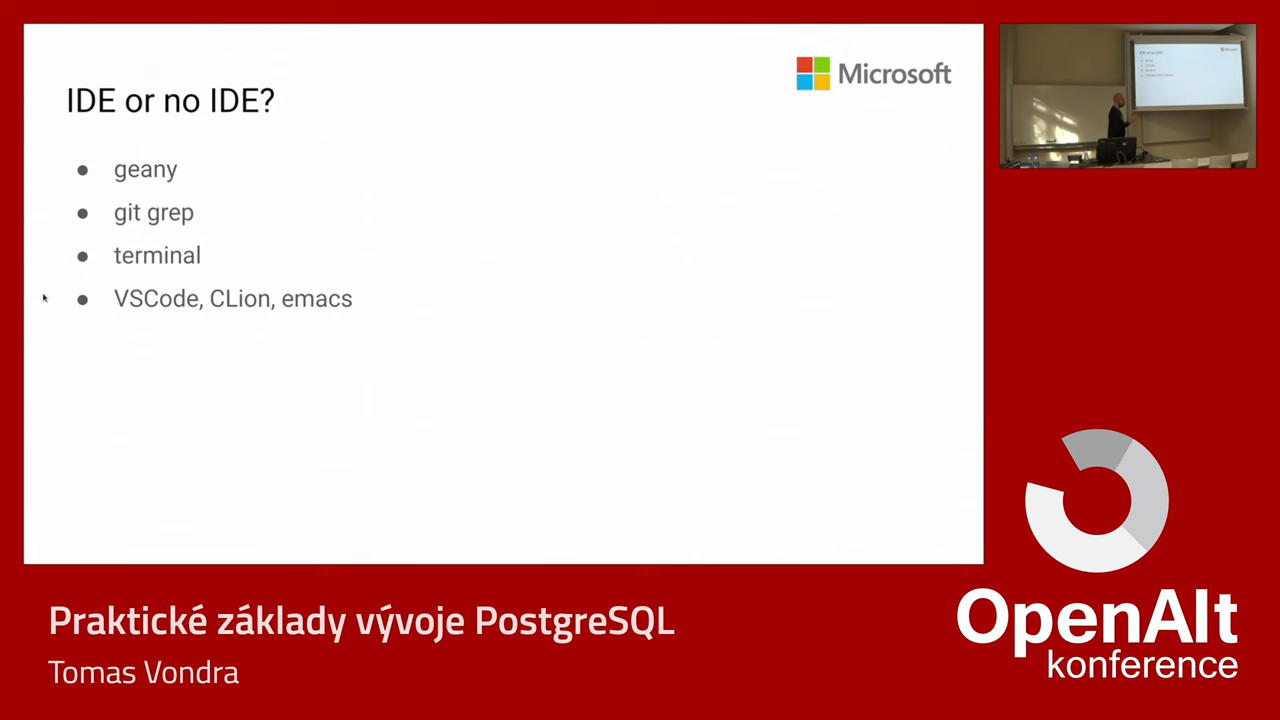 IDE or no IDE?
Microsoft
geany
git grep
terminal
VSCode, CLion, emacs
Praktické základy vývoje PostgreSQL
Tomas Vondra
OpenAlt
konference